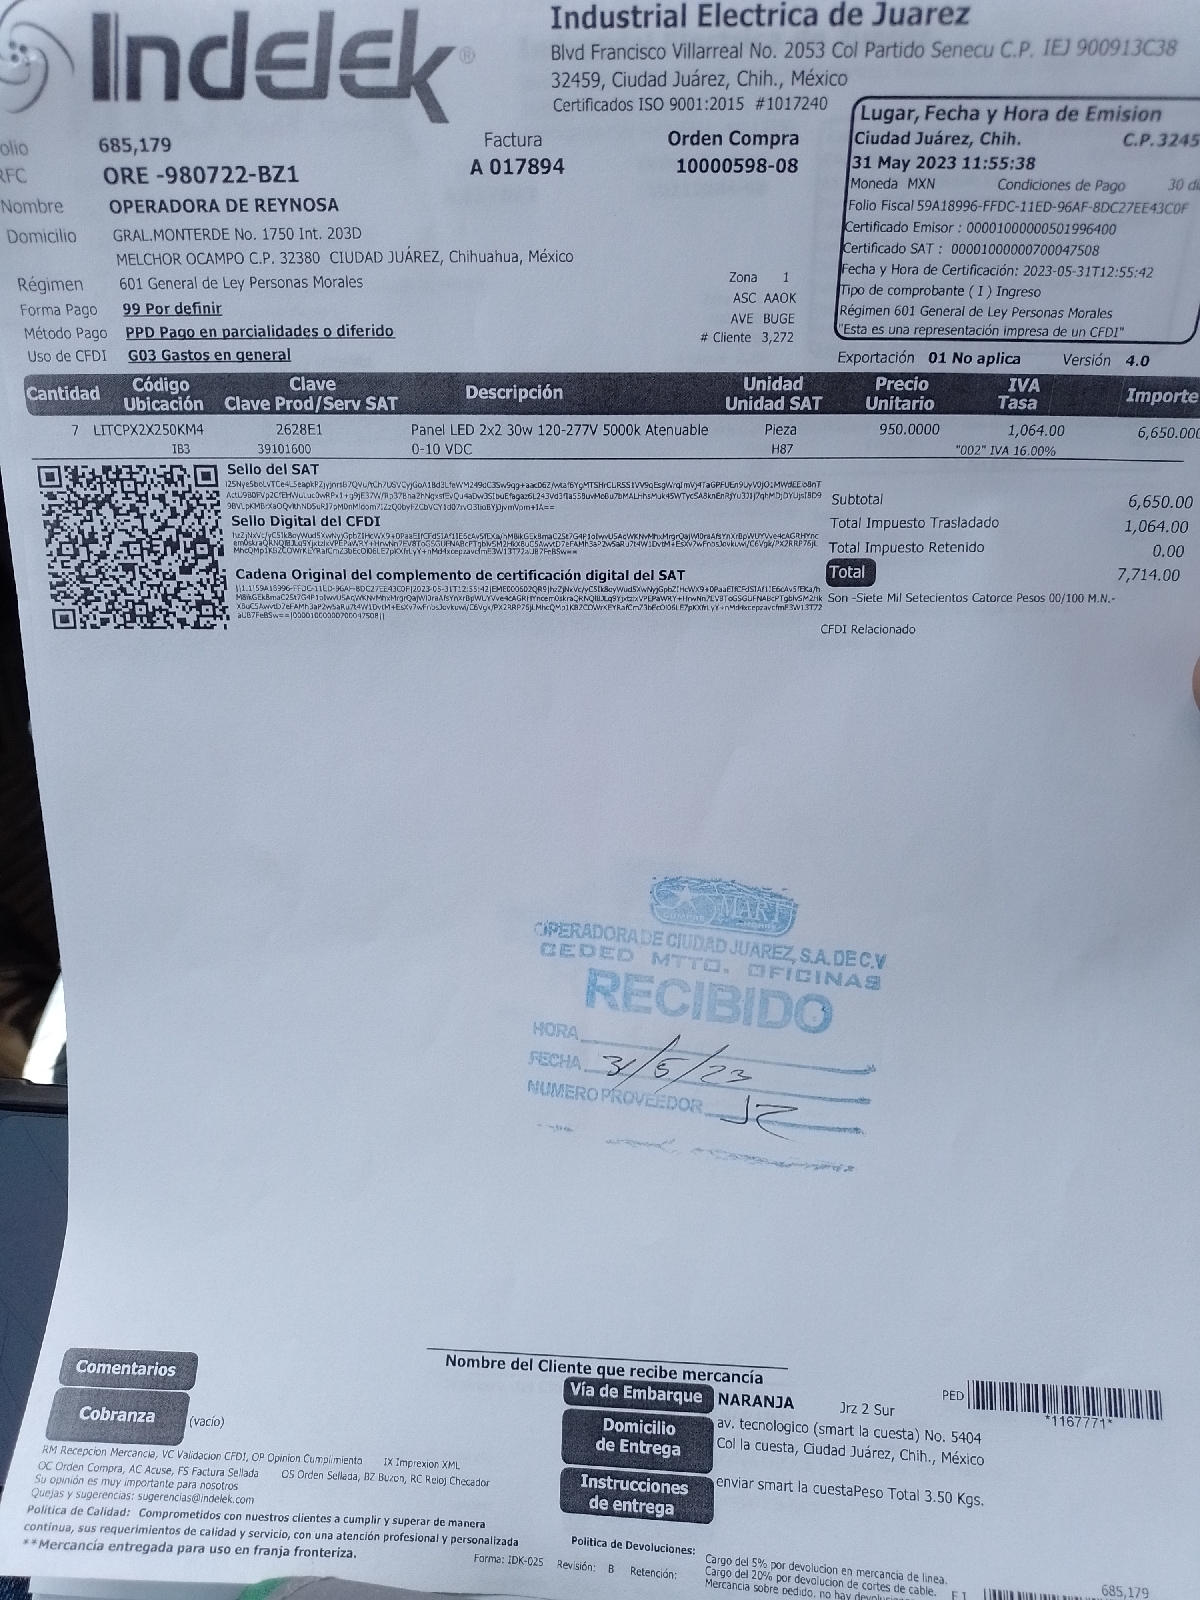 Indelek®
Industrial Electrica de Juarez
Blvd Francisco Villarreal No. 2053 Col Partido Senecu C.P. IEJ 900913C38
32459, Ciudad Juárez, Chih., México
Certificados ISO 9001:2015 #1017240
olio 685,179
RFC ORE -980722-BZ1
Nombre OPERADORA DE REYNOSA
Domicilio GRAL.MONTERDE No. 1750 Int. 203D
MELCHOR OCAMPO C.P. 32380 CIUDAD JUÁREZ, Chihuahua, México
Régimen 601 General de Ley Personas Morales
Forma Pago 99 Por definir
Método Pago PPD Pago en parcialidades o diferido
Uso de CFDI G03 Gastos en general
Factura
A 017894
Orden Compra
10000598-08
Zona 1
ASC AAOK
AVE BUGE
# Cliente 3,272
Lugar, Fecha y Hora de Emision
Ciudad Juárez, Chih. C.P.3245
31 May 2023 11:55:38
Moneda MXN Condiciones de Pago 30 di
Folio Fiscal 59A18996-FFDC-11ED-96AF-8DC27EE43C0F
Certificado Emisor : 00001000000501996400
Certificado SAT : 00001000000700047508
Fecha y Hora de Certificación: 2023-05-31T12:55:42
Tipo de comprobante ( I ) Ingreso
Régimen 601 General de Ley Personas Morales
"Esta es una representación impresa de un CFDI"
Exportación 01 No aplica Versión 4.0
Cantidad Código Ubicación Clave Clave Prod/Serv SAT Descripción Unidad Unidad SAT Precio Unitario IVA Tasa Importe
7 LITCPX2X250KM4 2628E1 Panel LED 2x2 30w 120-277V 5000k Atenuable Pieza 950.0000 1,064.00 6,650.000
IB3 39101600 0-10 VDC H87 "002" IVA 16.00%
Sello del SAT
Sello Digital del CFDI
Cadena Original del complemento de certificación digital del SAT
Subtotal 6,650.00
Total Impuesto Trasladado 1,064.00
Total Impuesto Retenido 0.00
Total 7,714.00
Son -Siete Mil Setecientos Catorce Pesos 00/100 M.N.-
CFDI Relacionado
MART
OPERADORA DE CIUDAD JUAREZ, S.A. DE C.V
CEDED MTTO. OFICINAS
RECIBIDO
HORA
FECHA 31/5/23
NUMERO PROVEEDOR JZ
Nombre del Cliente que recibe mercancía
Comentarios
Cobranza (vacío)
Vía de Embarque NARANJA Jrz 2 Sur
PED *1167771*
Domicilio de Entrega av. tecnologico (smart la cuesta) No. 5404
Col la cuesta, Ciudad Juárez, Chih., México
Instrucciones de entrega enviar smart la cuestaPeso Total 3.50 Kgs.
RM Recepcion Mercancia, VC Validacion CFDI, OP Opinion Cumplimiento IX Imprexion XML
OC Orden Compra, AC Acuse, FS Factura Sellada OS Orden Sellada, BZ Buzon, RC Reloj Checador
Su opinión es muy importante para nosotros
Quejas y sugerencias: sugerencias@indelek.com
Política de Calidad: Comprometidos con nuestros clientes a cumplir y superar de manera
continua, sus requerimientos de calidad y servicio, con una atención profesional y personalizada
**Mercancía entregada para uso en franja fronteriza.
Forma: IDK-025 Revisión: B Retención:
Política de Devoluciones:
Cargo del 5% por devolucion en mercancia de linea.
Cargo del 20% por devolucion de cortes de cable.
Mercancia sobre pedido, no hay
685,179